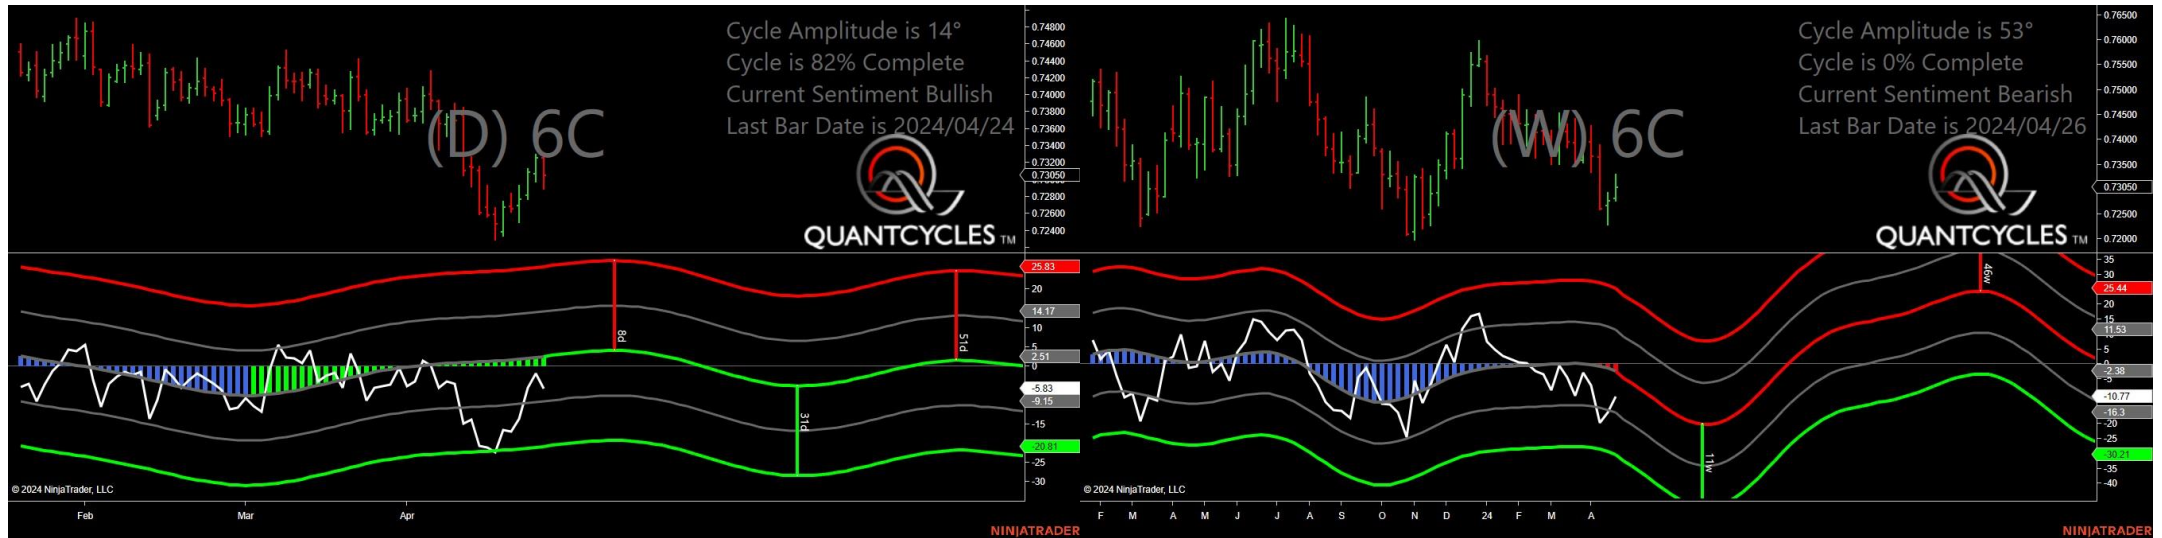 Cycle Amplitude is 14°
Cycle is 82% Complete
Current Sentiment Bullish
Last Bar Date is 2024/04/24
(D) 6C
QUANTCYCLES TM
0.74800
0.74600
0.74400
0.74200
0.74000
0.73800
0.73600
0.73400
0.73200
0.73050
0.72800
0.72600
0.72400
25.83
20
14.17
10
5
2.51
0
-5.83
-9.15
-15
-20.81
-25
-30
8d
31d
51d
© 2024 NinjaTrader, LLC
Feb Mar Apr
NINJATRADER
Cycle Amplitude is 53°
Cycle is 0% Complete
Current Sentiment Bearish
Last Bar Date is 2024/04/26
(W) 6C
QUANTCYCLES TM
0.76500
0.76000
0.75500
0.75000
0.74500
0.74000
0.73500
0.73050
0.72500
0.72000
35
30
25.44
20
15
11.53
5
0
-2.38
-5
-10.77
-16.3
-20
-25
-30.21
-35
-40
11w
46w
© 2024 NinjaTrader, LLC
F M A M J J A S O N D 24 F M A
NINJATRADER